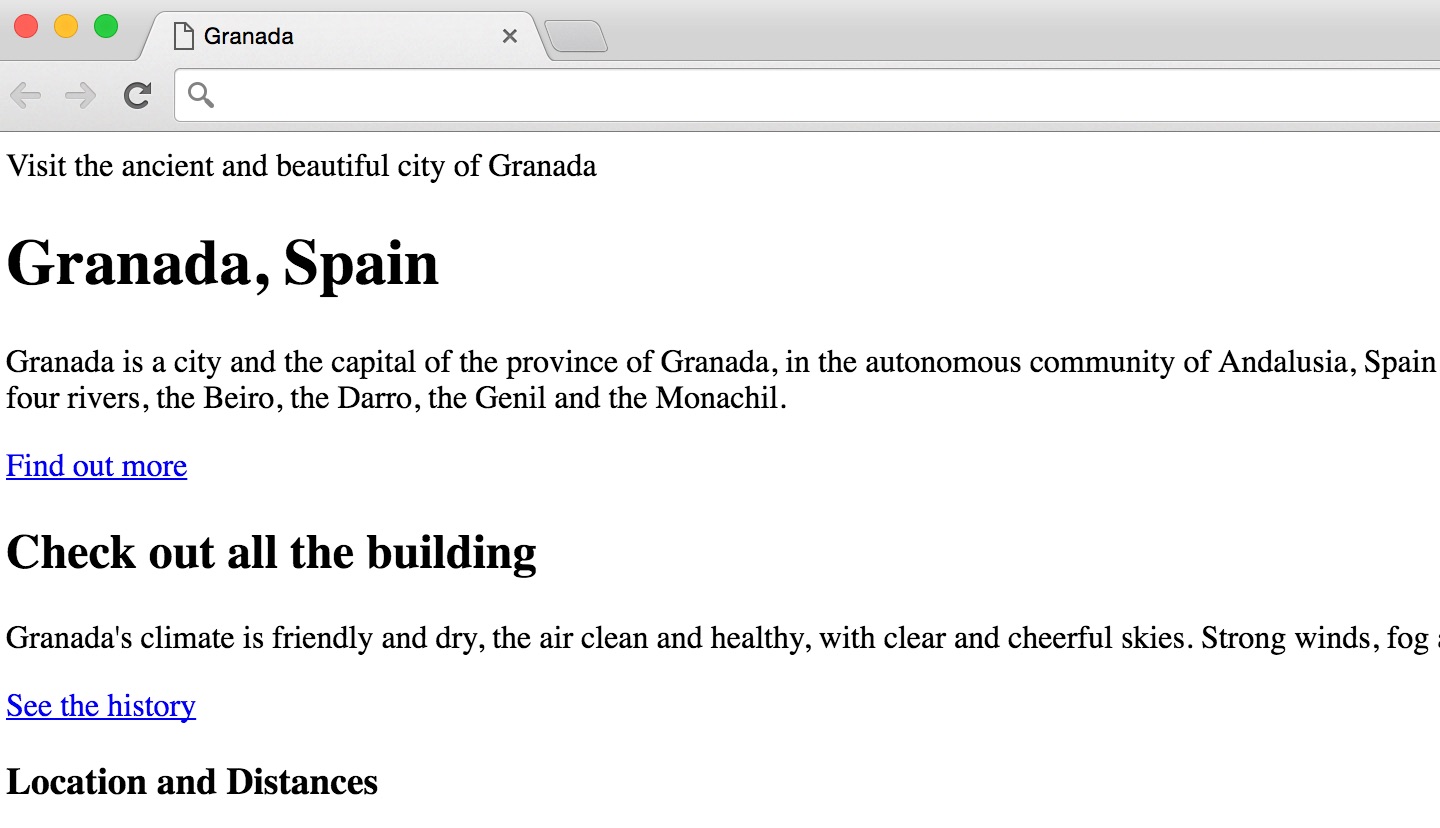 Granada
Visit the ancient and beautiful city of Granada
Granada, Spain
Granada is a city and the capital of the province of Granada, in the autonomous community of Andalusia, Spain
four rivers, the Beiro, the Darro, the Genil and the Monachil.
Find out more
Check out all the building
Granada's climate is friendly and dry, the air clean and healthy, with clear and cheerful skies. Strong winds, fog
See the history
Location and Distances